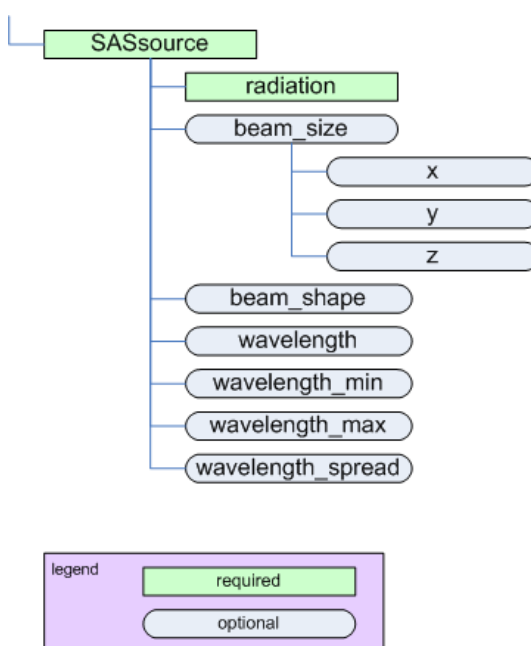 SASsource
radiation
beam_size
x
y
z
beam_shape
wavelength
wavelength_min
wavelength_max
wavelength_spread
legend
required
optional